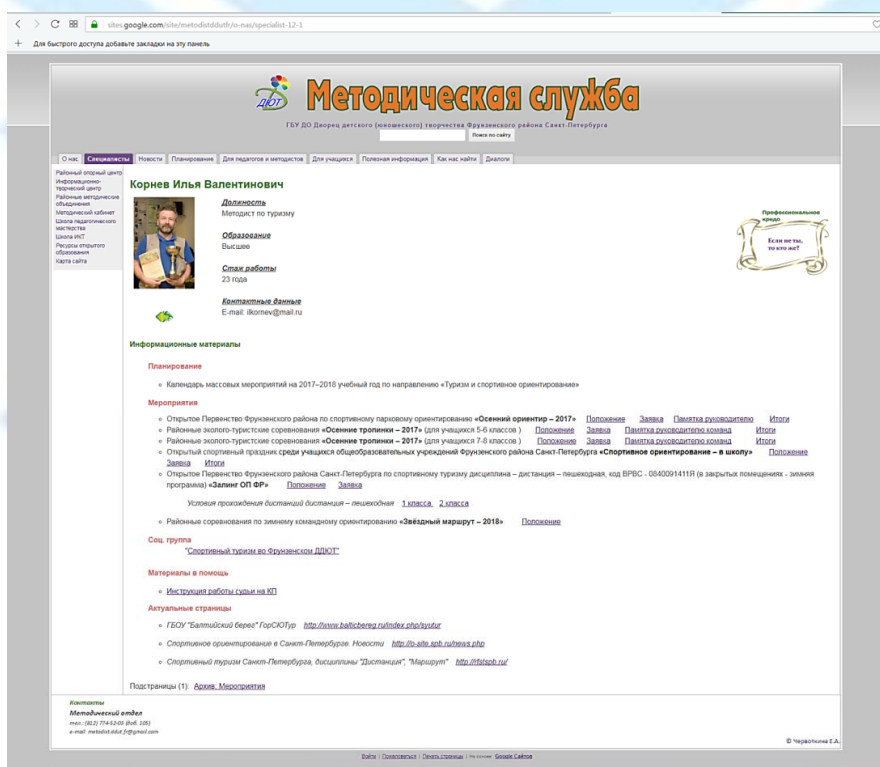 sites.google.com/site/metodistddutfr/o-nas/specialist-12-1
Для быстрого доступа добавьте закладки на эту панель
ДЮТ
Методическая служба
ГБУ ДО Дворец детского (юношеского) творчества Фрунзенского района Санкт-Петербурга
Поиск по сайту
О нас Специалисты Новости Планирование Для педагогов и методистов Для учащихся Полезная информация Как нас найти Диалоги
Районный опорный центр
Информационно-
творческий центр
Районные методические
объединения
Методический кабинет
Школа педагогического
мастерства
Школа ИКТ
Ресурсы открытого
образования
Карта сайта
Корнев Илья Валентинович
Должность
Методист по туризму
Образование
Высшее
Стаж работы
23 года
Контактные данные
E-mail: ilkornev@mail.ru
Профессиональное
кредо
Если не ты,
то кто же?
Информационные материалы
Планирование
Календарь массовых мероприятий на 2017–2018 учебный год по направлению «Туризм и спортивное ориентирование»
Мероприятия
Открытое Первенство Фрунзенского района по спортивному парковому ориентированию «Осенний ориентир – 2017» Положение Заявка Памятка руководителю Итоги
Районные эколого-туристские соревнования «Осенние тропинки – 2017» (для учащихся 5-6 классов ) Положение Заявка Памятка руководителю команд Итоги
Районные эколого-туристские соревнования «Осенние тропинки – 2017» (для учащихся 7-8 классов ) Положение Заявка Памятка руководителю команд Итоги
Открытый спортивный праздник среди учащихся общеобразовательных учреждений Фрунзенского района Санкт-Петербурга «Спортивное ориентирование – в школу» Положение
Заявка Итоги
Открытое Первенство Фрунзенского района Санкт-Петербурга по спортивному туризму дисциплина – дистанция – пешеходная, код ВРВС - 0840091411Я (в закрытых помещениях - зимняя
программа) «Залинг ОП ФР» Положение Заявка
Условия прохождения дистанций дистанция – пешеходная 1 класса 2 класса
Районные соревнования по зимнему командному ориентированию «Звёздный маршрут – 2018» Положение
Соц. группа
"Спортивный туризм во Фрунзенском ДДЮТ"
Материалы в помощь
Инструкция работы судьи на КП
Актуальные страницы
ГБОУ "Балтийский берег" ГорСЮТур http://www.balticbereg.ru/index.php/syutur
Спортивное ориентирование в Санкт-Петербурге. Новости http://o-site.spb.ru/news.php
Спортивный туризм Санкт-Петербурга, дисциплины "Дистанция", "Маршрут" http://rfstspb.ru/
Подстраницы (1): Архив_Мероприятия
Контакты
Методический отдел
тел.: (812) 774-52-03 (доб. 105)
e-mail: metodist.ddut.fr@gmail.com
© Червоткина Е.А.
Войти | Пожаловаться | Печать страницы | На основе Google Сайтов